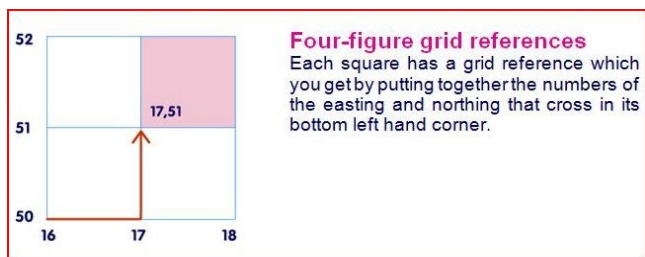 52
17,51
51
50
16 17 18
Four-figure grid references
Each square has a grid reference which
you get by putting together the numbers of
the easting and northing that cross in its
bottom left hand corner.